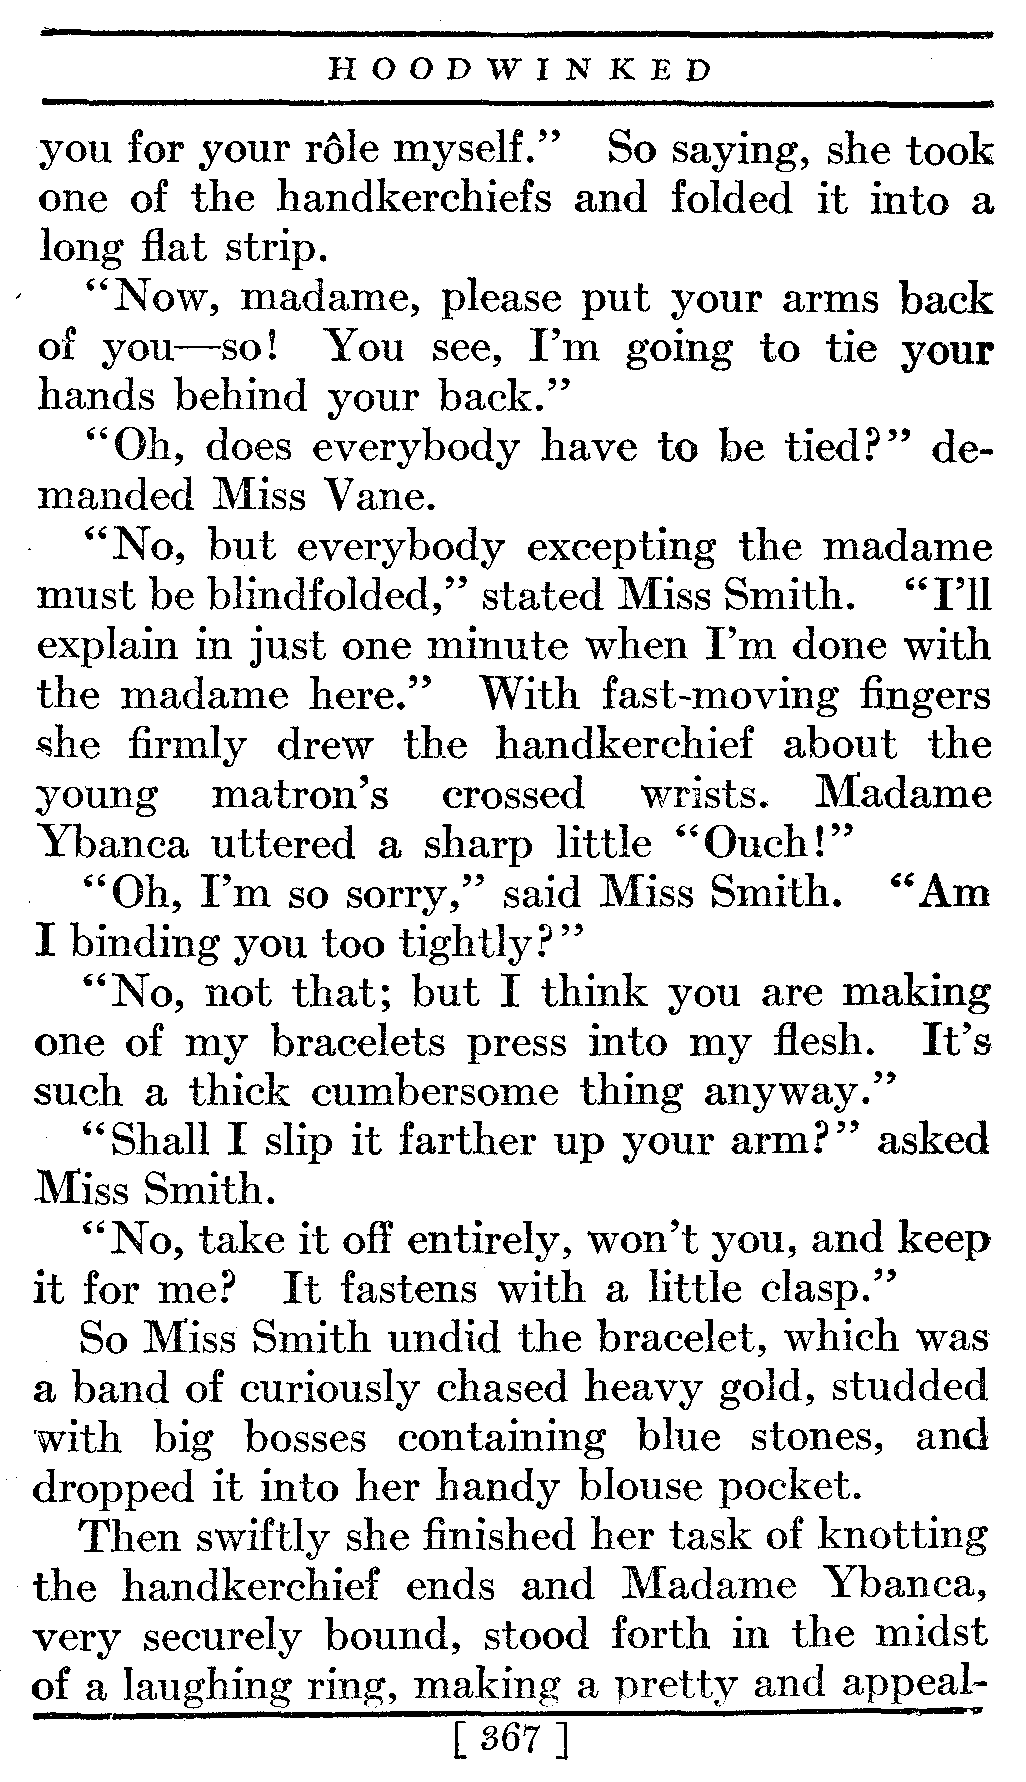 HOODWINKED
you for your rôle myself.” So saying, she took
one of the handkerchiefs and folded it into a
long flat strip.
“Now, madame, please put your arms back
of you—so! You see, I’m going to tie your
hands behind your back.”
“Oh, does everybody have to be tied?” de-
manded Miss Vane.
“No, but everybody excepting the madame
must be blindfolded,” stated Miss Smith. “I’ll
explain in just one minute when I’m done with
the madame here.” With fast-moving fingers
she firmly drew the handkerchief about the
young matron’s crossed wrists. Madame
Ybanca uttered a sharp little “Ouch!”
“Oh, I’m so sorry,” said Miss Smith. “Am
I binding you too tightly?”
“No, not that; but I think you are making
one of my bracelets press into my flesh. It’s
such a thick cumbersome thing anyway.”
“Shall I slip it farther up your arm?” asked
Miss Smith.
“No, take it off entirely, won’t you, and keep
it for me? It fastens with a little clasp.”
So Miss Smith undid the bracelet, which was
a band of curiously chased heavy gold, studded
with big bosses containing blue stones, and
dropped it into her handy blouse pocket.
Then swiftly she finished her task of knotting
the handkerchief ends and Madame Ybanca,
very securely bound, stood forth in the midst
of a laughing ring, making a pretty and appeal-
[ 367 ]